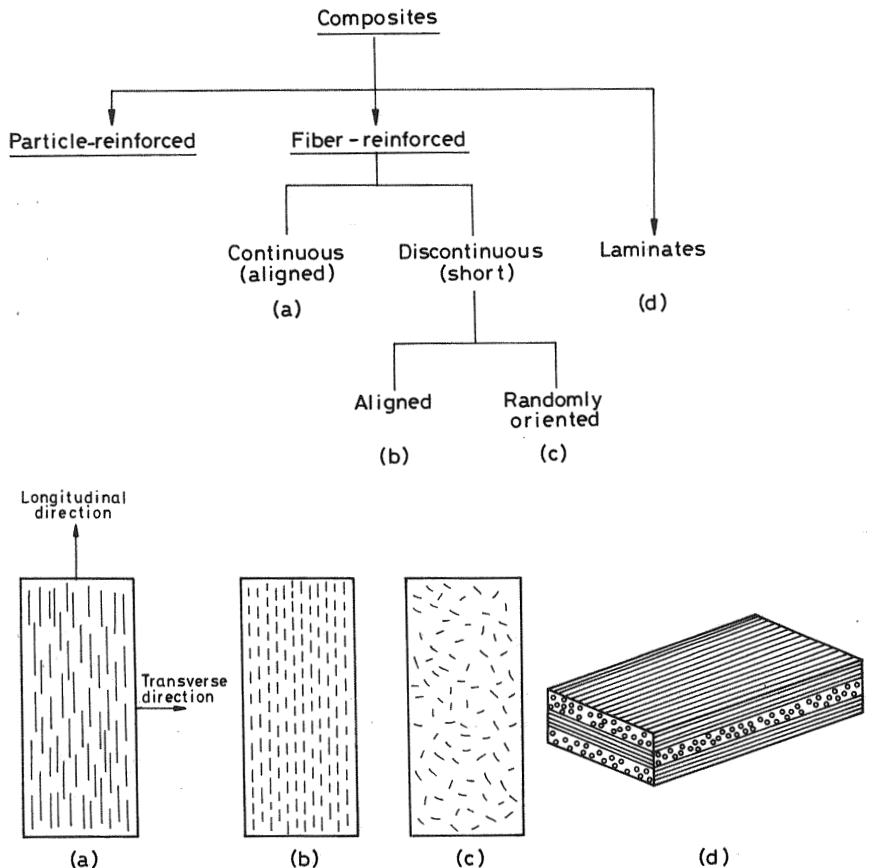 Composites
Particle-reinforced
Fiber-reinforced
Continuous
(aligned)
(a)
Discontinuous
(short)
Laminates
(d)
Aligned
(b)
Randomly
oriented
(c)
Longitudinal
direction
Transverse
direction
(a)
(b)
(c)
(d)